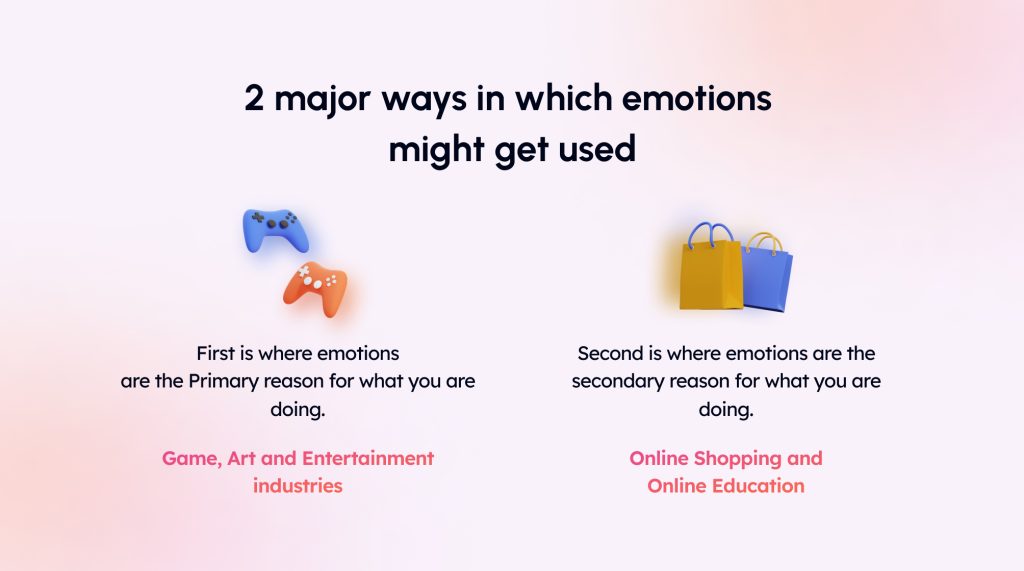 2 major ways in which emotions
might get used
First is where emotions
are the Primary reason for what you are
doing.
Game, Art and Entertainment
industries
Second is where emotions are the
secondary reason for what you are
doing.
Online Shopping and
Online Education